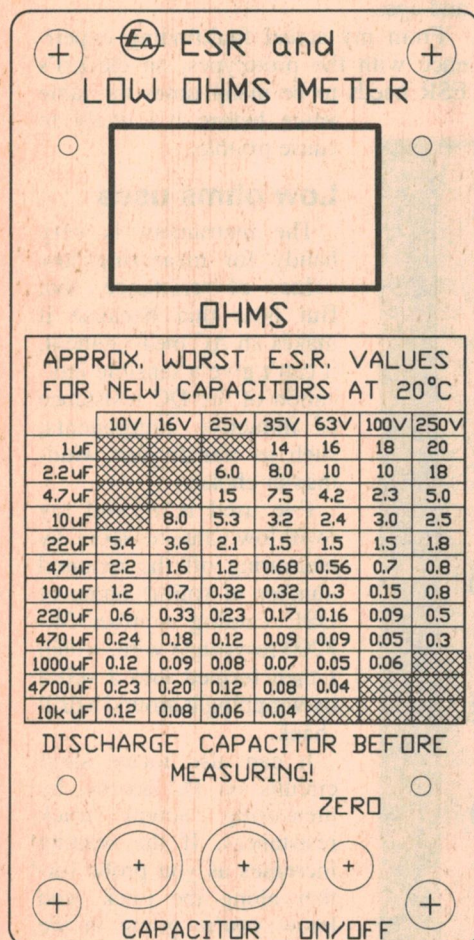 EA ESR and
LOW OHMS METER
OHMS
APPROX. WORST E.S.R. VALUES
FOR NEW CAPACITORS AT 20°C
10V 16V 25V 35V 63V 100V 250V
1uF 14 16 18 20
2.2uF 6.0 8.0 10 10 18
4.7uF 15 7.5 4.2 2.3 5.0
10uF 8.0 5.3 3.2 2.4 3.0 2.5
22uF 5.4 3.6 2.1 1.5 1.5 1.5 1.8
47uF 2.2 1.6 1.2 0.68 0.56 0.7 0.8
100uF 1.2 0.7 0.32 0.32 0.3 0.15 0.8
220uF 0.6 0.33 0.23 0.17 0.16 0.09 0.5
470uF 0.24 0.18 0.12 0.09 0.09 0.05 0.3
1000uF 0.12 0.09 0.08 0.07 0.05 0.06
4700uF 0.23 0.20 0.12 0.08 0.04
10k uF 0.12 0.08 0.06 0.04
DISCHARGE CAPACITOR BEFORE
MEASURING!
ZERO
CAPACITOR ON/OFF